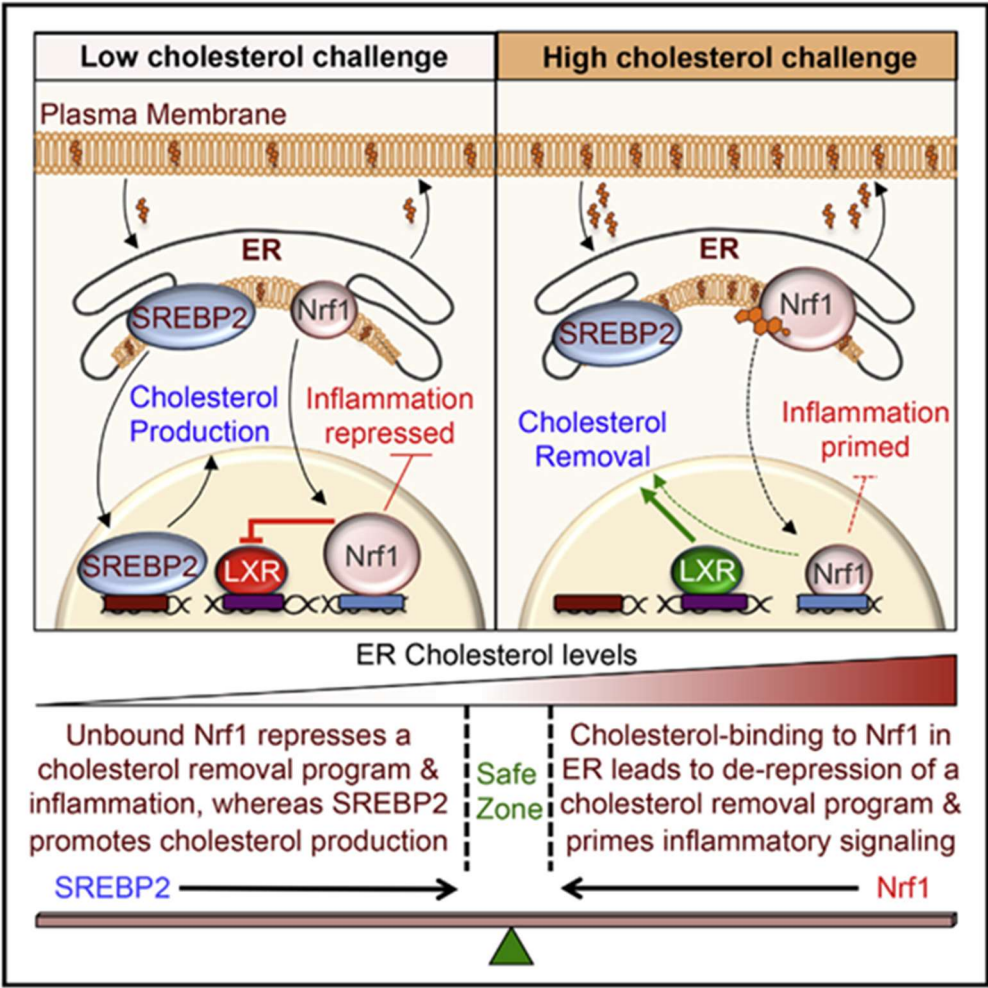 Low cholesterol challenge
High cholesterol challenge
Plasma Membrane
ER
SREBP2
Nrf1
Cholesterol
Production
Inflammation
repressed
SREBP2
LXR
Nrf1
ER
SREBP2
Nrf1
Cholesterol
Removal
Inflammation
primed
LXR
Nrf1
ER Cholesterol levels
Unbound Nrf1 represses a
cholesterol removal program &
inflammation, whereas SREBP2
promotes cholesterol production
Safe
Zone
Cholesterol-binding to Nrf1 in
ER leads to de-repression of a
cholesterol removal program &
primes inflammatory signaling
SREBP2
Nrf1